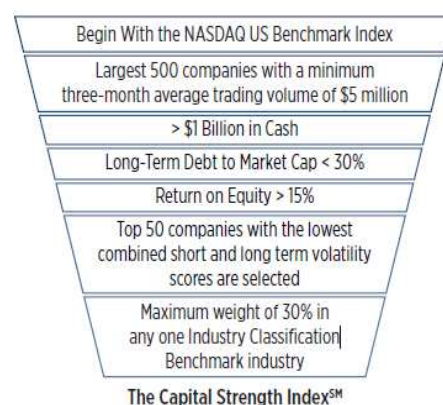 Begin With the NASDAQ US Benchmark Index
Largest 500 companies with a minimum
three-month average trading volume of $5 million
> $1 Billion in Cash
Long-Term Debt to Market Cap < 30%
Return on Equity > 15%
Top 50 companies with the lowest
combined short and long term volatility
scores are selected
Maximum weight of 30% in
any one Industry Classification
Benchmark industry
The Capital Strength Index℠